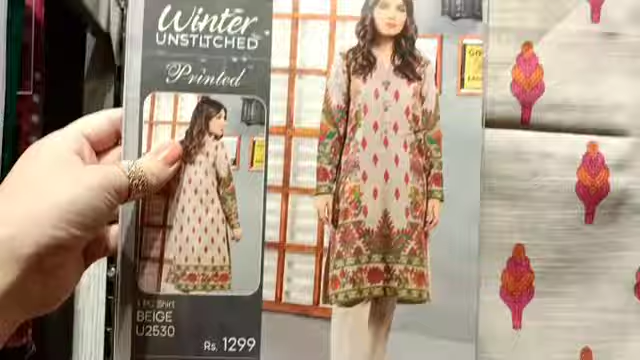 Winter
UNSTITCHED
Printed
1 PC Shirt
BEIGE
U2530
Rs. 1299